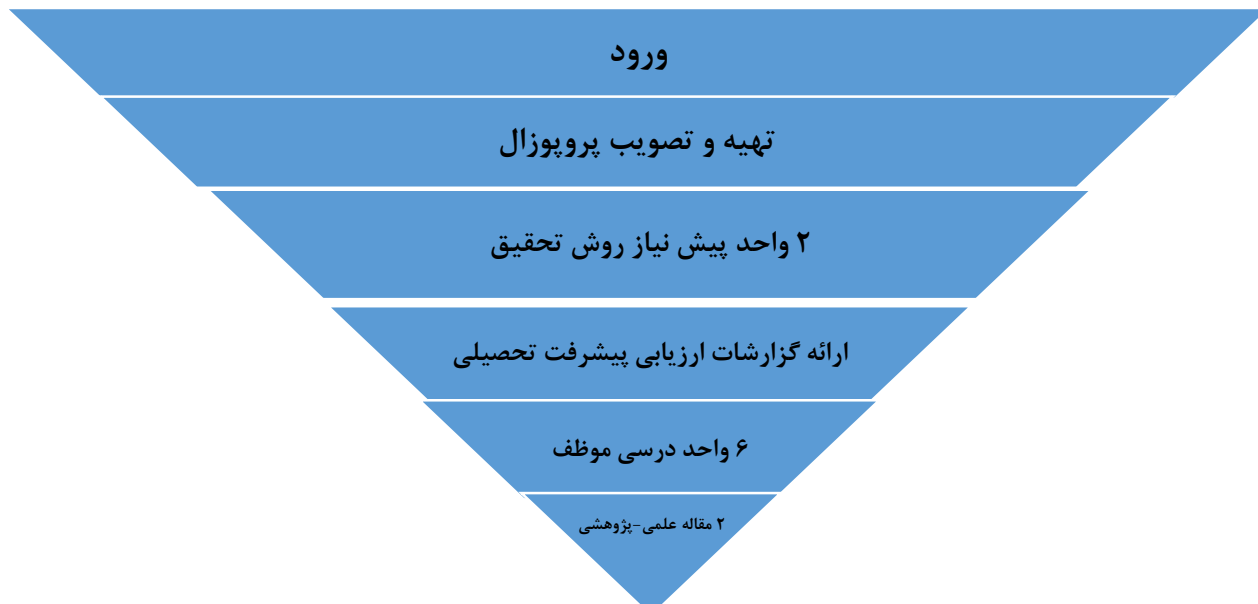 ورود
تهیه و تصویب پروپوزال
۲ واحد پیش نیاز روش تحقیق
ارائه گزارشات ارزیابی پیشرفت تحصیلی
۶ واحد درسی موظف
۲ مقاله علمی-پژوهشی